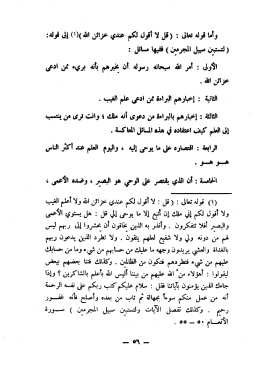 وأما قوله تعالى : ( قل لا أقول لكم عندي خزائن الله )(١) إلى قوله :
( لتستبين سبيل المجرمين ) ففيها مسائل :
الأولى : أمر الله سبحانه رسوله أن يخبرهم بأنه بريء ممن ادعى
خزائن الله .
الثانية : إخبارهم بالبراءة ممن ادعى علم الغيب .
الثالثة : إخبارهم بالبراءة من دعوى أنه ملك ؛ وانت ترى من ينتسب
إلى العلم كيف اعتقاده في هذه المسائل المعاكسة .
الرابعة : اقتصاره على ما يوحى إليه ، واليوم العلم عند أكثر الناس
هو هو .
الخامسة : أن الذي يقتصر على الوحي هو البصير ، وضده الأعمى ،
(١) قوله تعالى : ( قل : لا أقول لكم عندي خزائن الله ولا أعلم الغيب
ولا أقول لكم إني ملك إن أتبع إلا ما يوحى إلي قل : هل يستوي الأعمى
والبصير أفلا تتفكرون . وأنذر به الذين يخافون أن يحشروا إلى ربهم ليس
لهم من دونه ولي ولا شفيع لعلهم يتقون . ولا تطرد الذين يدعون ربهم
بالغداة والعشي يريدون وجهه ما عليك من حسابهم من شيء وما من حسابك
عليهم من شيء فتطردهم فتكون من الظالمين . وكذلك فتنا بعضهم ببعض
ليقولوا : أهؤلاء من الله عليهم من بيننا أليس الله بأعلم بالشاكرين ؟ وإذا
جاءك الذين يؤمنون بآياتنا فقل : سلام عليكم كتب ربكم على نفسه الرحمة
أنه من عمل منكم سوءاً بجهالة ثم تاب من بعده وأصلح فأنه غفور
رحيم . وكذلك نفصل الآيات ولتستبين سبيل المجرمين ) ســورة
الأنعــام ٥٠ – ٥٥ .
— ٥٦ —